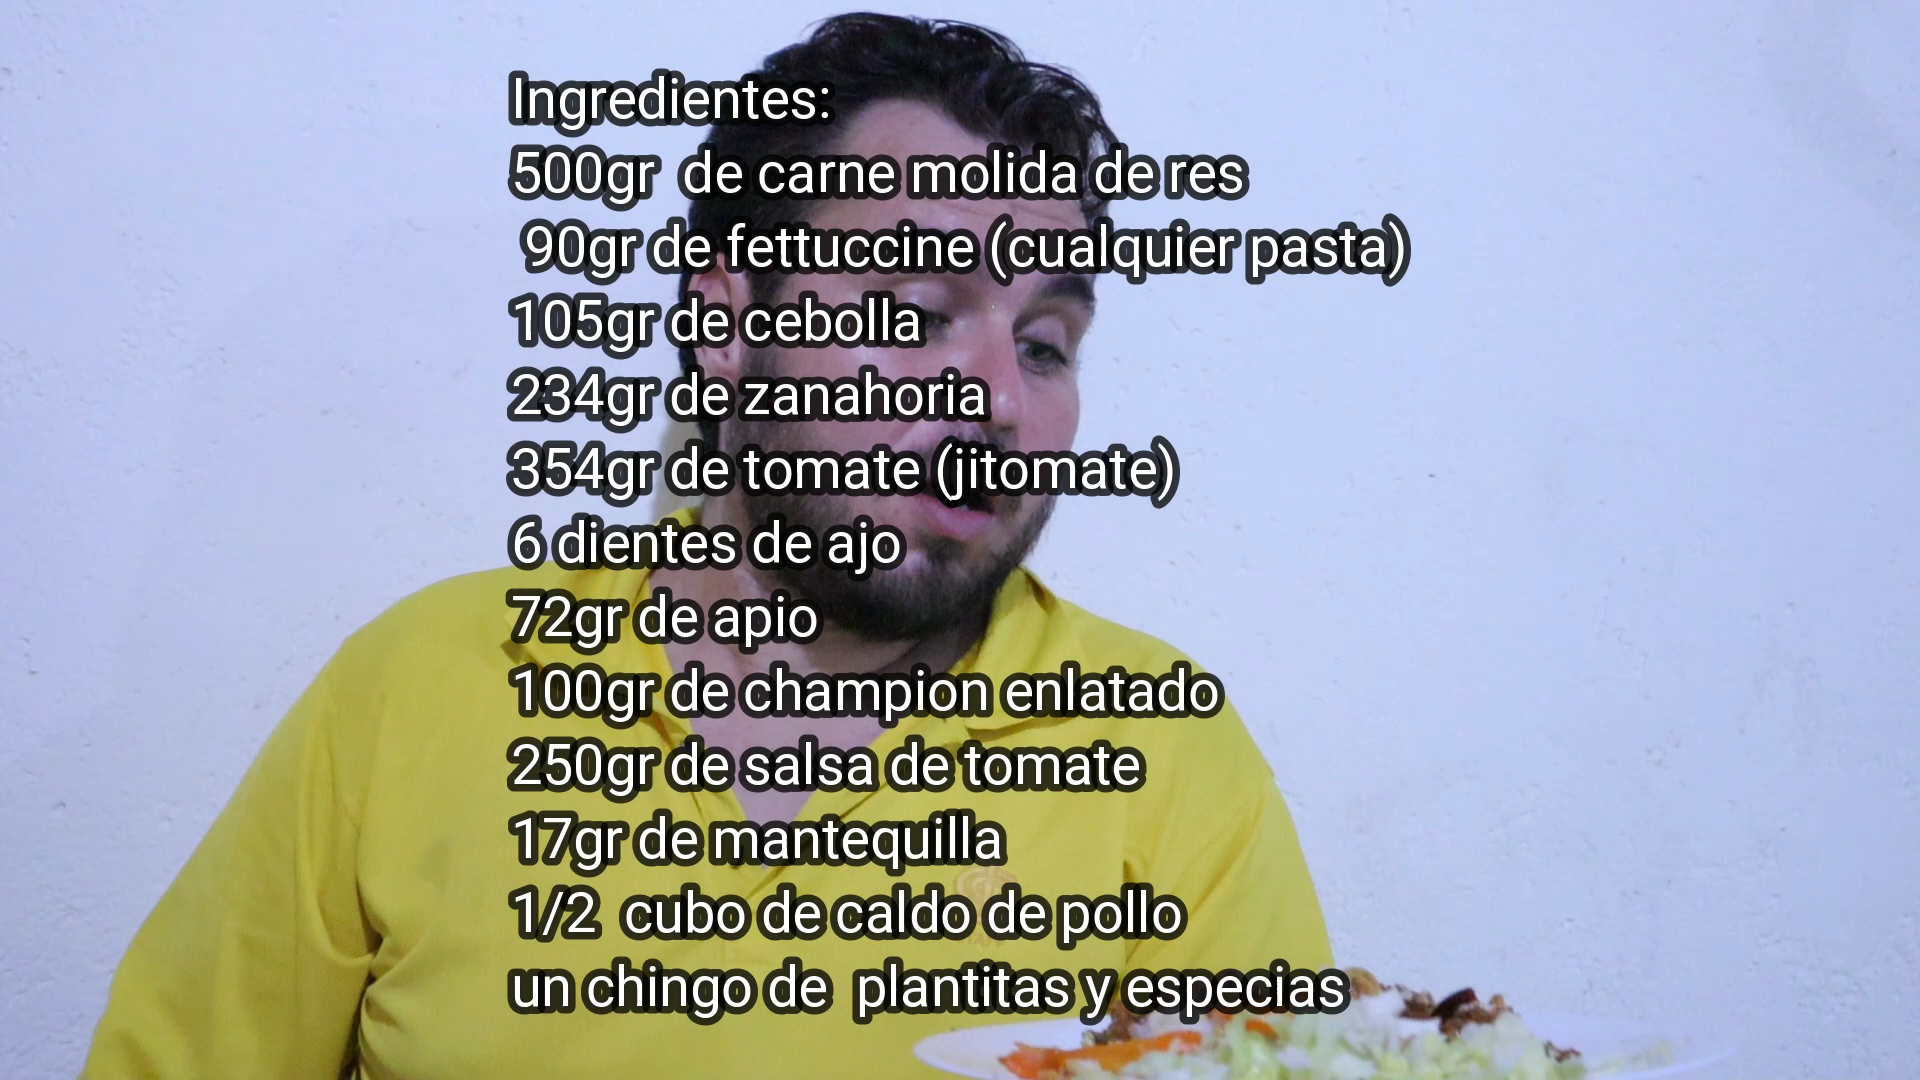 Ingredientes:
500gr de carne molida de res
90gr de fettuccine (cualquier pasta)
105gr de cebolla
234gr de zanahoria
354gr de tomate (jitomate)
6 dientes de ajo
72gr de apio
100gr de champion enlatado
250gr de salsa de tomate
17gr de mantequilla
1/2 cubo de caldo de pollo
un chingo de plantitas y especias